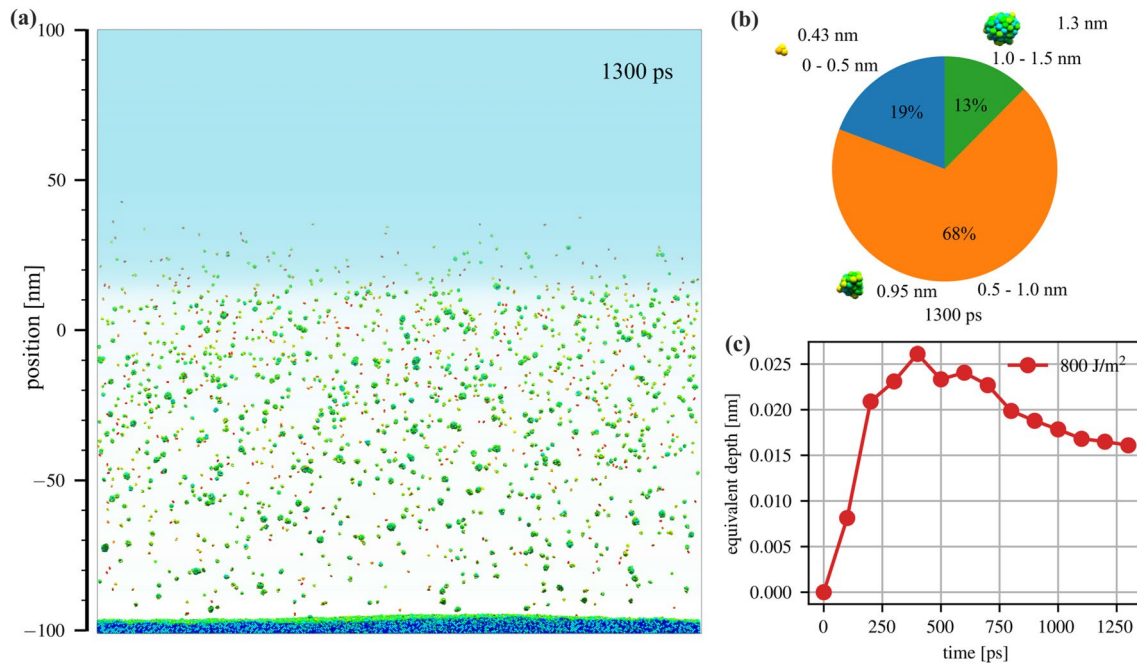 (a)
100
50
0
−50
−100
position [nm]
1300 ps
(b)
0.43 nm
0 - 0.5 nm
1.3 nm
1.0 - 1.5 nm
19%
13%
68%
0.95 nm
0.5 - 1.0 nm
1300 ps
(c)
800 J/m²
0.025
0.020
0.015
0.010
0.005
0.000
equivalent depth [nm]
0 250 500 750 1000 1250
time [ps]